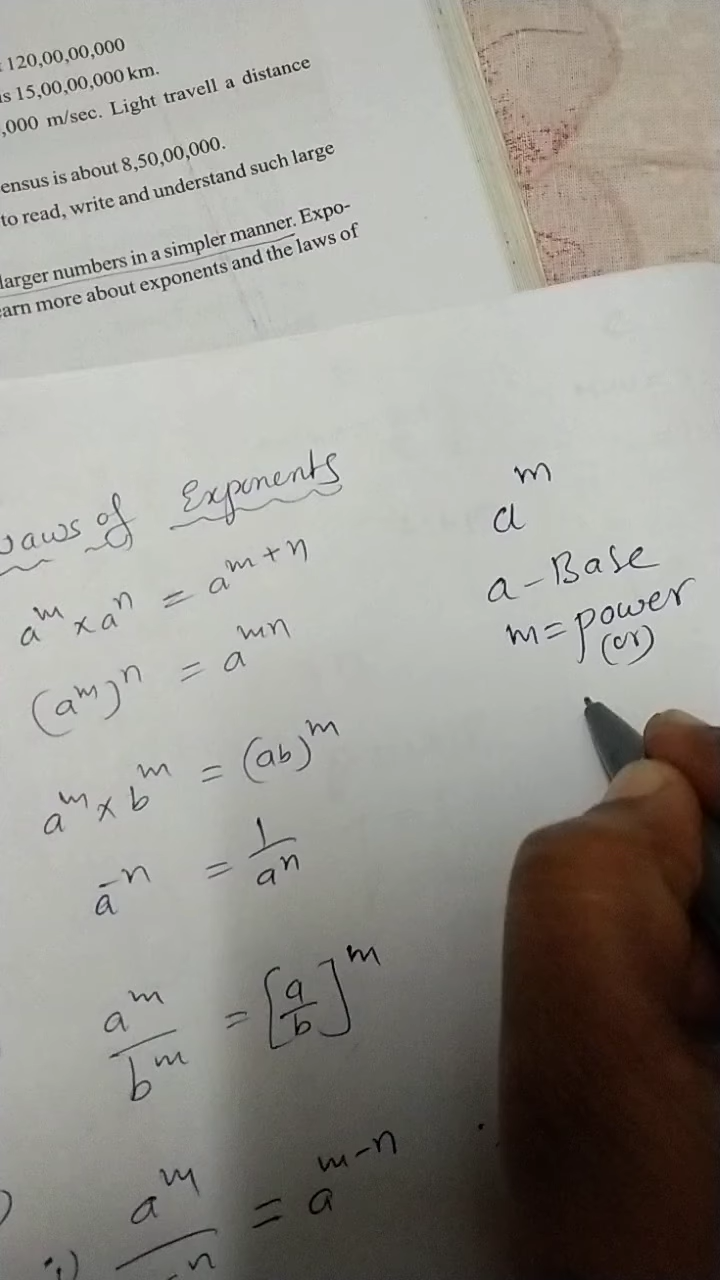 120,00,00,000
is 15,00,00,000 km.
,000 m/sec. Light travell a distance
ensus is about 8,50,00,000.
to read, write and understand such large
larger numbers in a simpler manner. Expo-
earn more about exponents and the laws of
Laws of Exponents
a^m × a^n = a^{m+n}
(a^m)^n = a^{mn}
a^m × b^m = (ab)^m
a^{-n} = 1/a^n
a^m/b^m = [a/b]^m
i) a^m/ n = a^{m-n}
a^m
a - Base
m = power
(or)